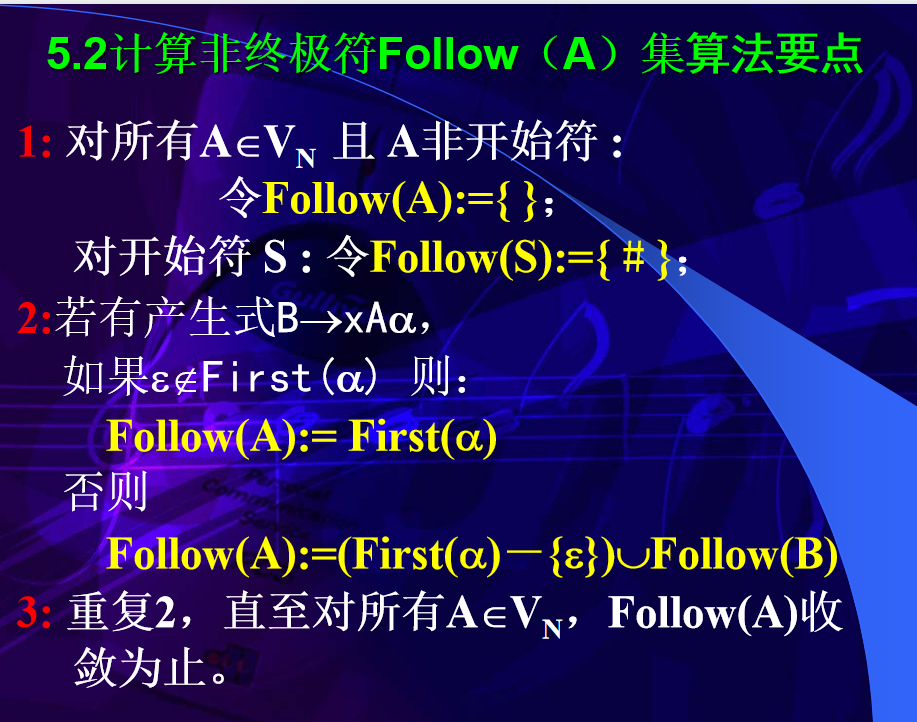 5.2计算非终极符Follow（A）集算法要点
1: 对所有A∈VN 且 A非开始符 :
令Follow(A):={ };
对开始符 S : 令Follow(S):={ # };
2:若有产生式B→xAα，
如果ε∉First(α) 则:
Follow(A):= First(α)
否则
Follow(A):=(First(α)－{ε})∪Follow(B)
3: 重复2，直至对所有A∈VN，Follow(A)收
敛为止。